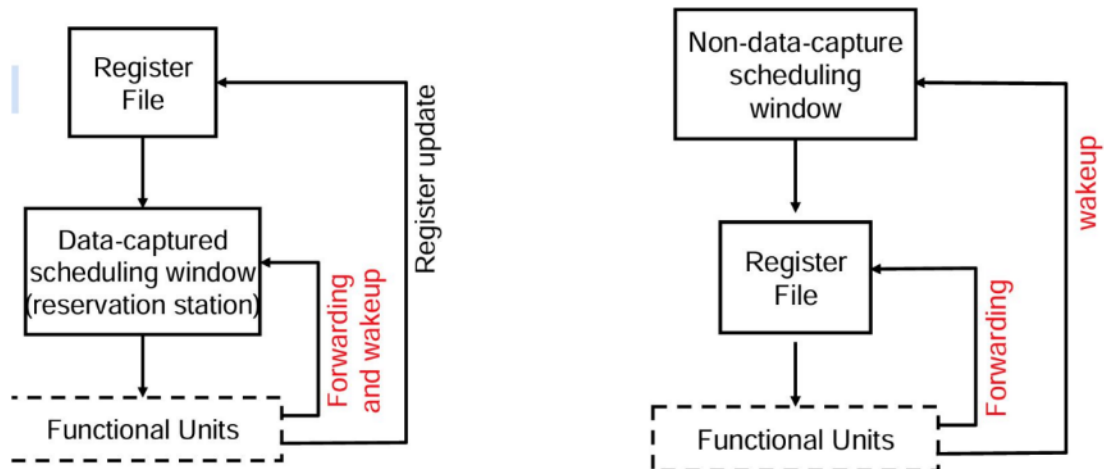 Register
File
Data-captured
scheduling window
(reservation station)
Functional Units
Forwarding
and wakeup
Register update
Non-data-capture
scheduling
window
Register
File
Functional Units
Forwarding
wakeup